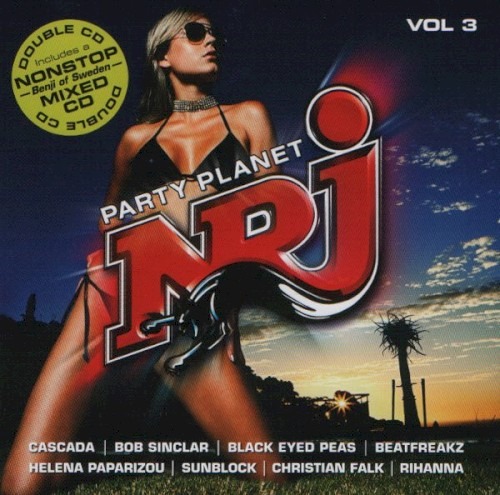 VOL 3
DOUBLE CD
Includes a
NONSTOP
–Benji of Sweden–
MIXED
CD
DOUBLE CD
PARTY PLANET
NRJ
CASCADA | BOB SINCLAR | BLACK EYED PEAS | BEATFREAKZ
HELENA PAPARIZOU | SUNBLOCK | CHRISTIAN FALK | RIHANNA